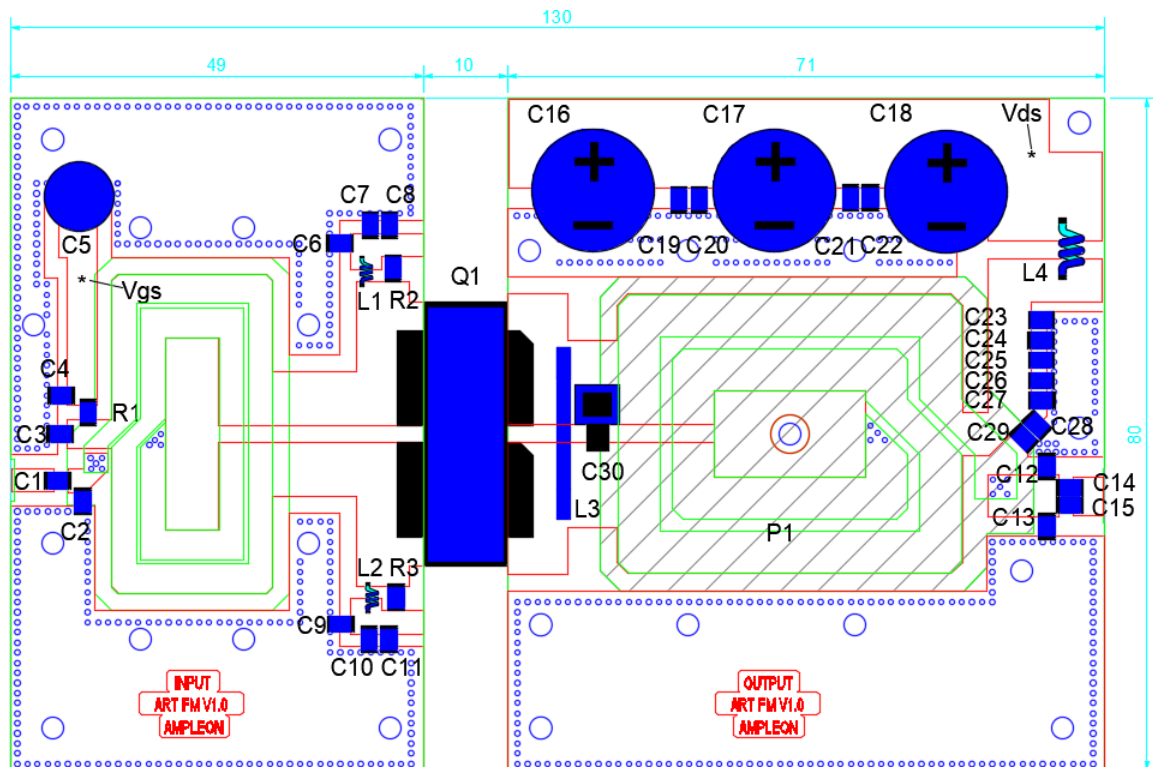 130
49
10
71
C16
C17
C18
Vds
C7
C8
C5
C6
C19
C20
C21
C22
Q1
L4
Vgs
L1
R2
C23
C24
C25
C26
C27
C4
R1
C3
C29
C28
80
C30
C12
C1
C14
C2
L3
C15
P1
C13
L2
R3
C9
C10
C11
INPUT
ART FM V1.0
AMPLEON
OUTPUT
ART FM V1.0
AMPLEON